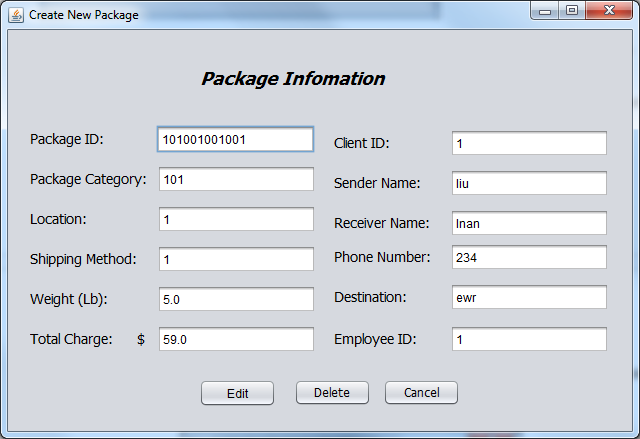 Create New Package
Package Infomation
Package ID: 101001001001
Client ID: 1
Package Category: 101
Sender Name: liu
Location: 1
Receiver Name: lnan
Shipping Method: 1
Phone Number: 234
Weight (Lb): 5.0
Destination: ewr
Total Charge: $ 59.0
Employee ID: 1
Edit Delete Cancel